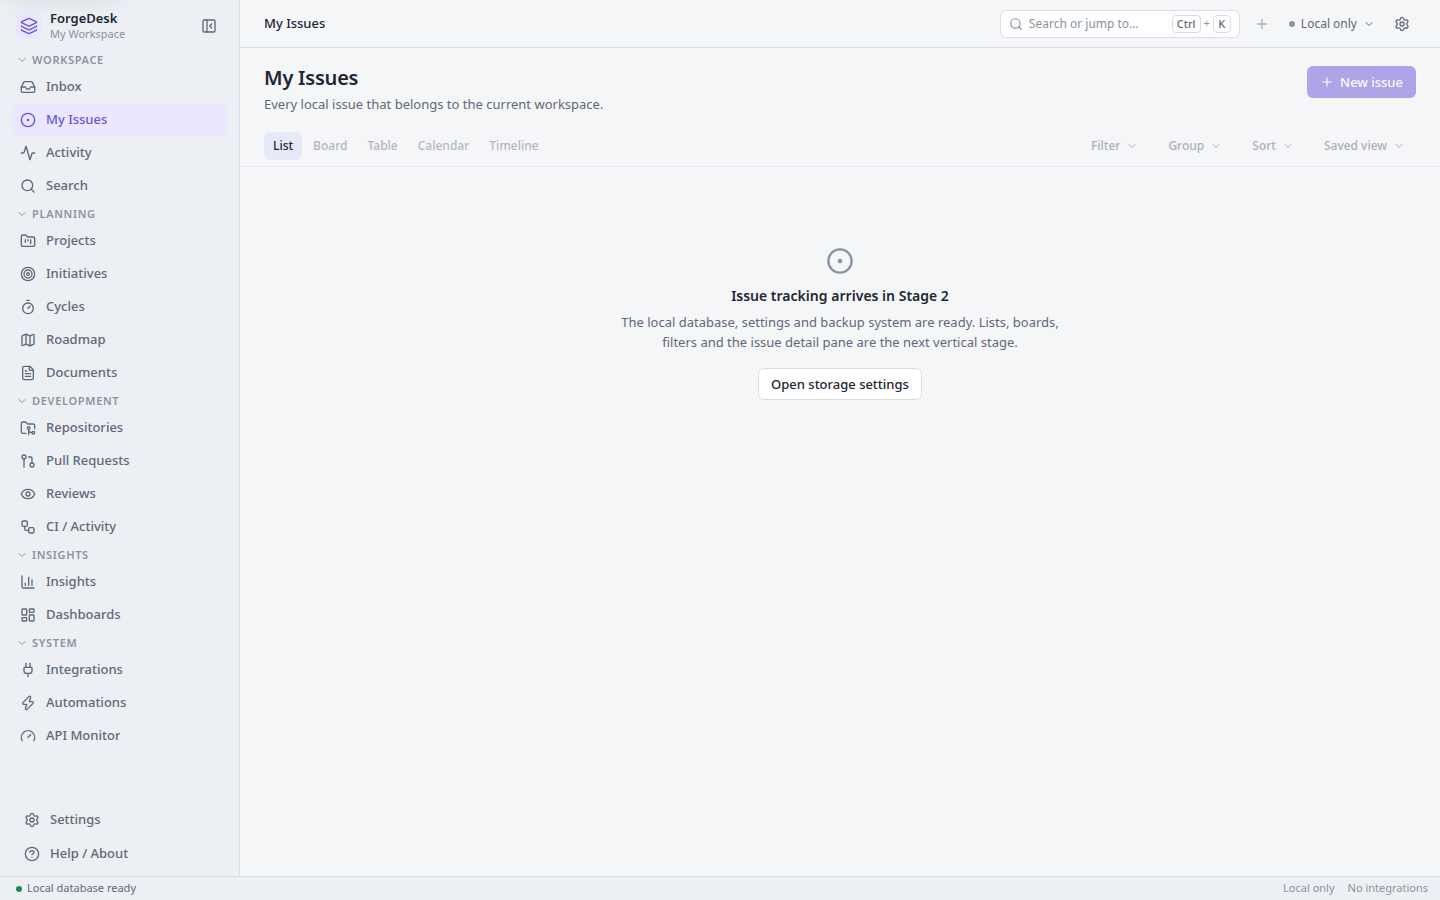 ForgeDesk
My Workspace
WORKSPACE
Inbox
My Issues
Activity
Search
PLANNING
Projects
Initiatives
Cycles
Roadmap
Documents
DEVELOPMENT
Repositories
Pull Requests
Reviews
CI / Activity
INSIGHTS
Insights
Dashboards
SYSTEM
Integrations
Automations
API Monitor
Settings
Help / About
My Issues
Search or jump to... Ctrl + K
Local only
My Issues
Every local issue that belongs to the current workspace.
New issue
List Board Table Calendar Timeline
Filter Group Sort Saved view
Issue tracking arrives in Stage 2
The local database, settings and backup system are ready. Lists, boards,
filters and the issue detail pane are the next vertical stage.
Open storage settings
Local database ready
Local only · No integrations